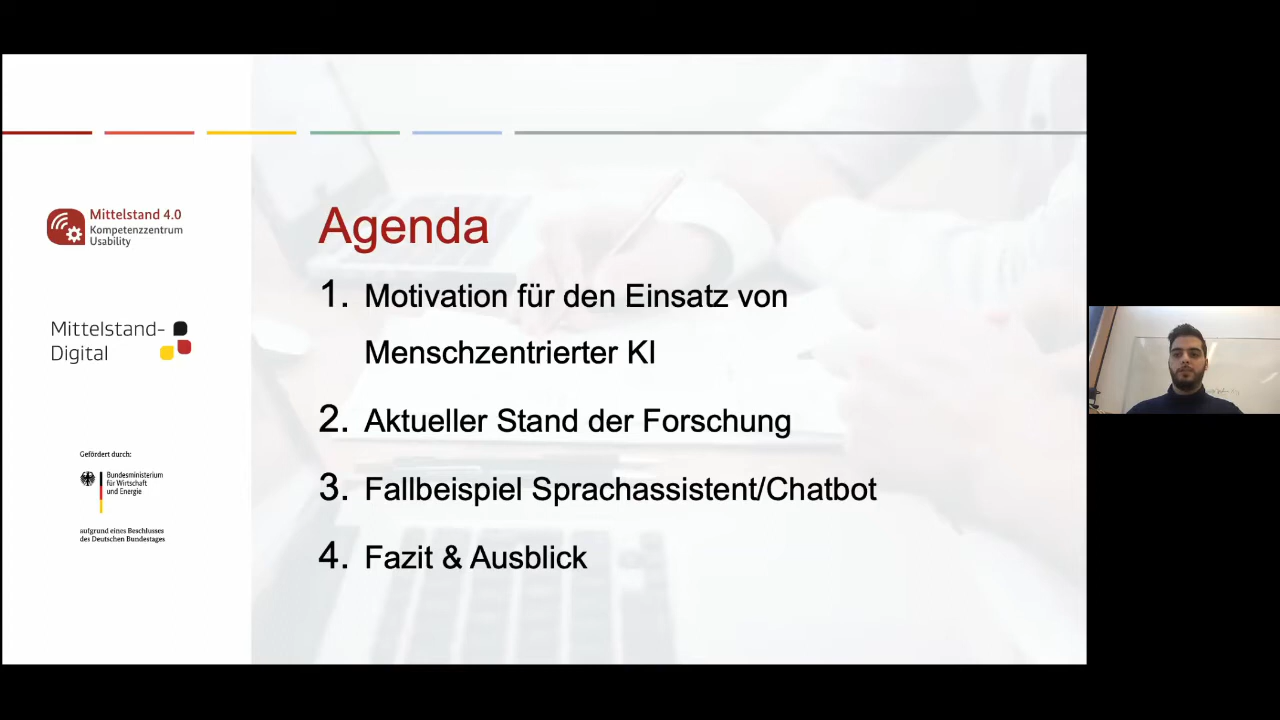 Mittelstand 4.0
Kompetenzzentrum
Usability
Mittelstand-
Digital
Gefördert durch:
Bundesministerium
für Wirtschaft
und Energie
aufgrund eines Beschlusses
des Deutschen Bundestages
Agenda
1. Motivation für den Einsatz von
Menschzentrierter KI
2. Aktueller Stand der Forschung
3. Fallbeispiel Sprachassistent/Chatbot
4. Fazit & Ausblick